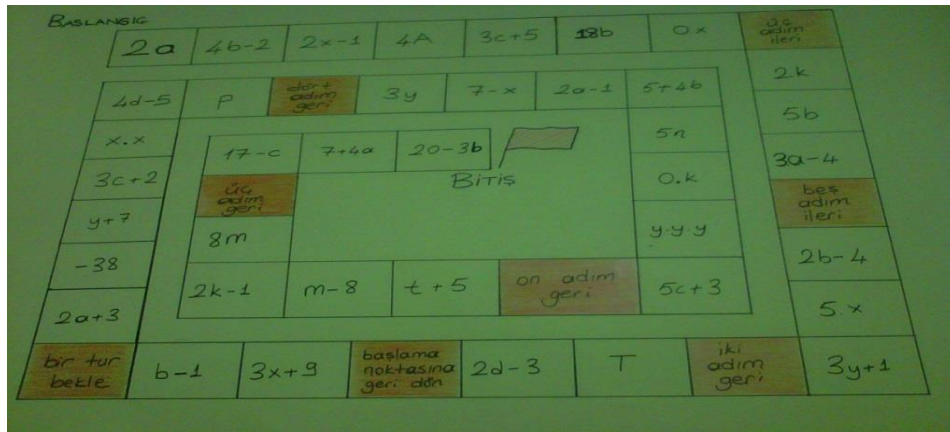 BAŞLANGIÇ
2a
4b-2
2x-1
4A
3c+5
18b
0x
üç
adım
ileri
2k
5b
3a-4
beş
adım
ileri
2b-4
5.x
3y+1
iki
adım
geri
T
2d-3
başlama
noktasına
geri dön
3x+9
b-1
bir tur
bekle
2a+3
-38
y+7
3c+2
x.x
4d-5
p
dört
adım
geri
3y
7-x
2a-1
5+4b
5n
0.k
y.y.y
5c+3
on adım
geri
t+5
m-8
2k-1
8m
üç
adım
geri
17-c
7+4a
20-3b
BİTİŞ